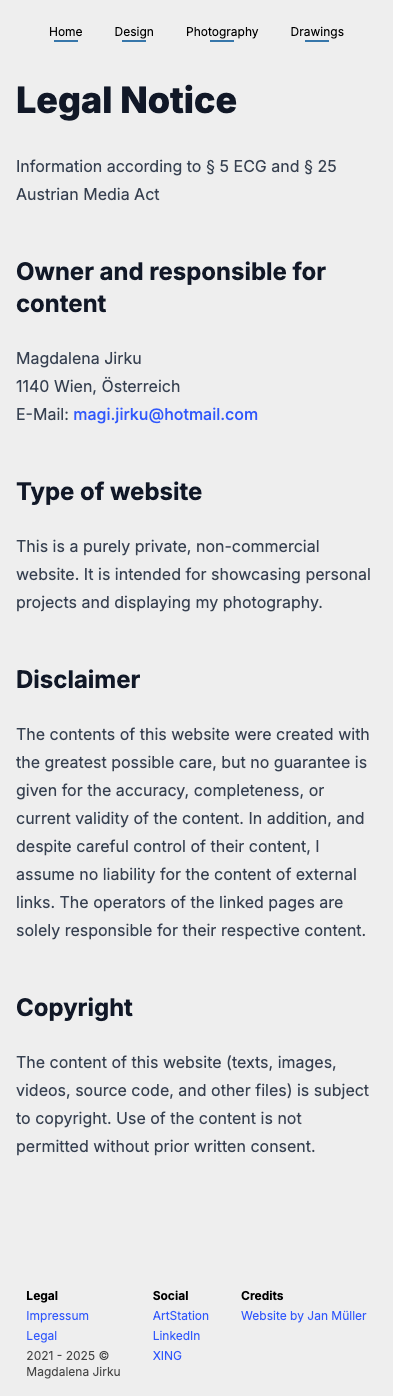 Home Design Photography Drawings
Legal Notice
Information according to § 5 ECG and § 25
Austrian Media Act
Owner and responsible for
content
Magdalena Jirku
1140 Wien, Österreich
E-Mail: magi.jirku@hotmail.com
Type of website
This is a purely private, non-commercial
website. It is intended for showcasing personal
projects and displaying my photography.
Disclaimer
The contents of this website were created with
the greatest possible care, but no guarantee is
given for the accuracy, completeness, or
current validity of the content. In addition, and
despite careful control of their content, I
assume no liability for the content of external
links. The operators of the linked pages are
solely responsible for their respective content.
Copyright
The content of this website (texts, images,
videos, source code, and other files) is subject
to copyright. Use of the content is not
permitted without prior written consent.
Legal
Impressum
Legal
2021 - 2025 ©
Magdalena Jirku
Social
ArtStation
LinkedIn
XING
Credits
Website by Jan Müller